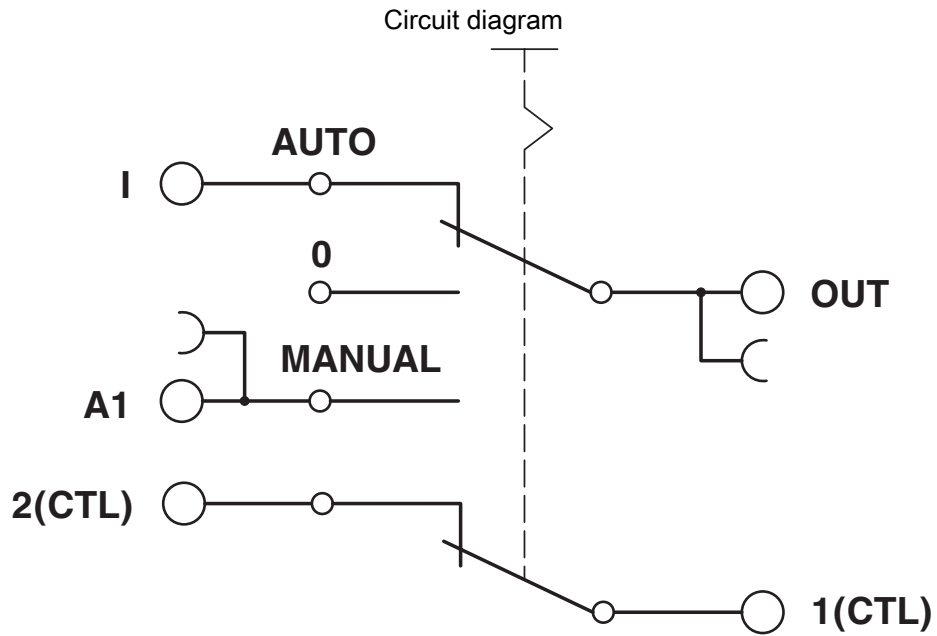 Circuit diagram
AUTO
I
0
OUT
MANUAL
A1
2(CTL)
1(CTL)